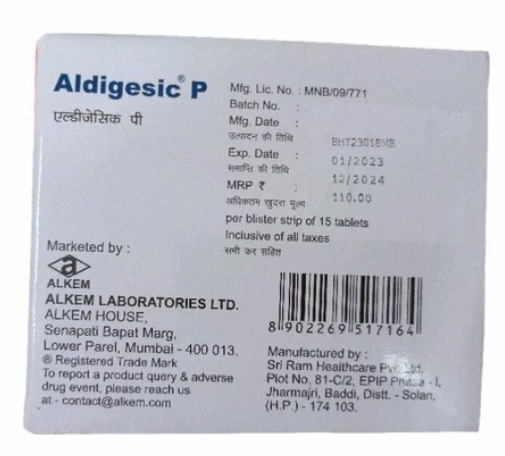 Aldigesic® P
एल्डीजेसिक पी
Mfg. Lic. No. : MNB/09/771
Batch No. :
Mfg. Date :
उत्पादन की तिथि
BHT23018MB
Exp. Date :
01/2023
समाप्ति की तिथि
12/2024
MRP ₹ :
110.00
अधिकतम खुदरा मूल्य
per blister strip of 15 tablets
Inclusive of all taxes
सभी कर सहित
Marketed by :
a
ALKEM
ALKEM LABORATORIES LTD.
ALKEM HOUSE,
Senapati Bapat Marg,
Lower Parel, Mumbai - 400 013.
® Registered Trade Mark
To report a product query & adverse
drug event, please reach us
at - contact@alkem.com
8 902269 517164
Manufactured by :
Sri Ram Healthcare Pvt. Ltd.
Plot No. 81-C/2, EPIP Phase - I,
Jharmajri, Baddi, Distt. - Solan,
(H.P.) - 174 103.